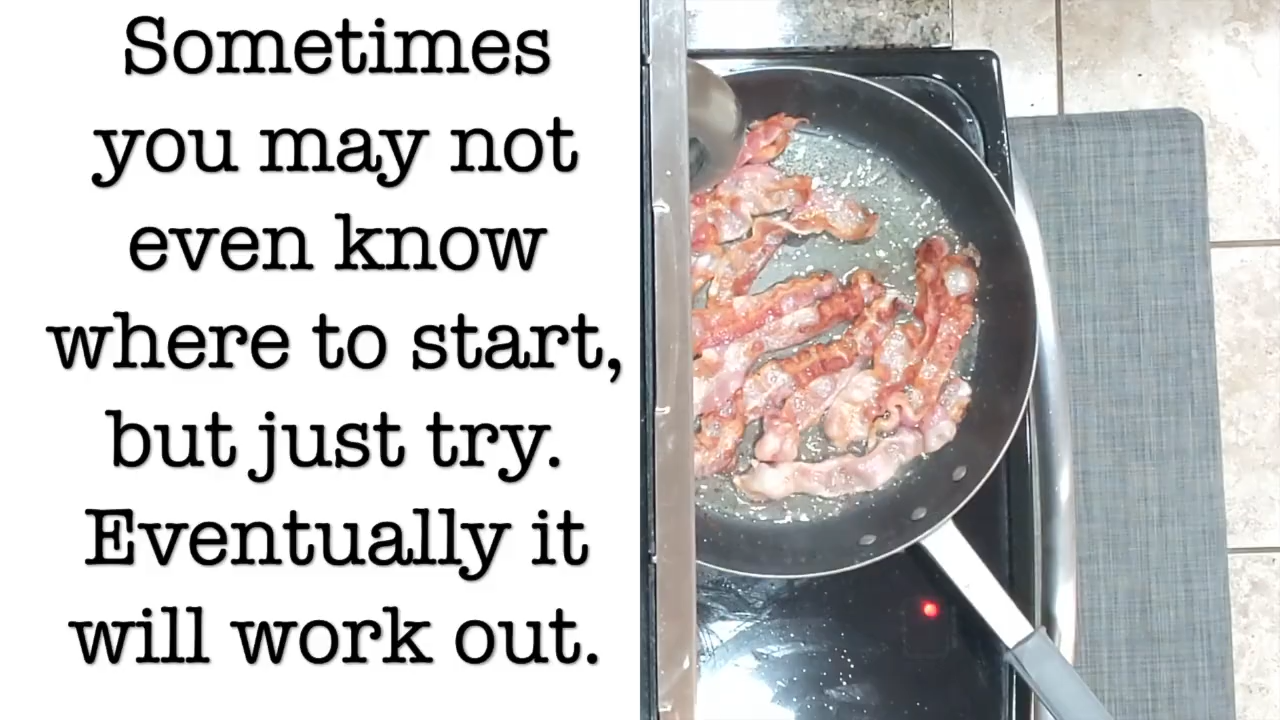 Sometimes
you may not
even know
where to start,
but just try.
Eventually it
will work out.